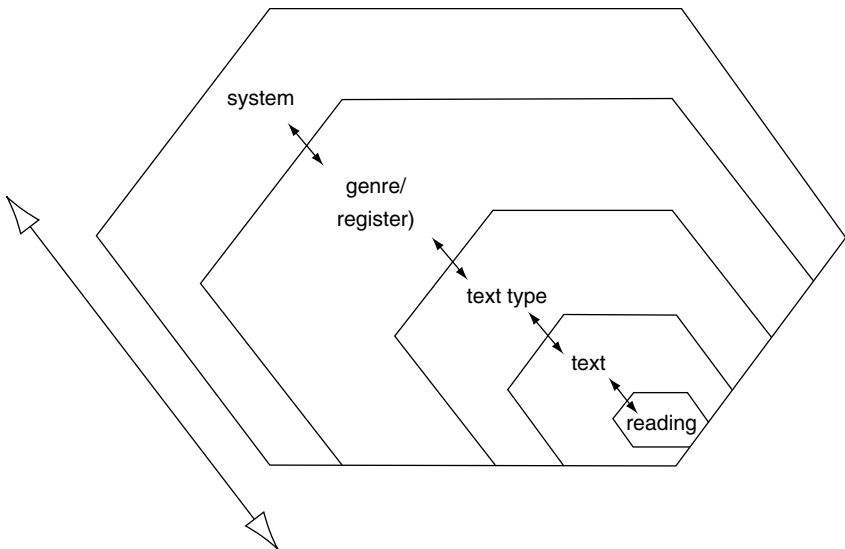 system
genre/
register)
text type
text
reading